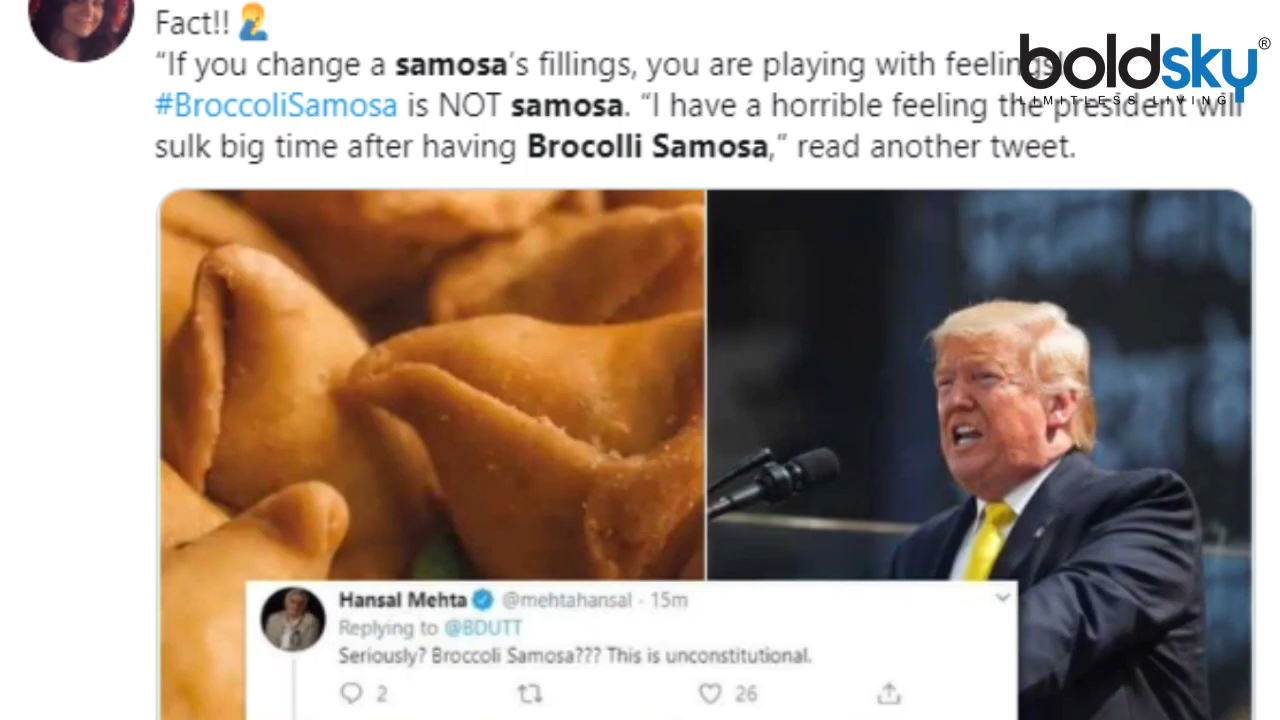 Fact!! 🤦‍♂️
“If you change a samosa’s fillings, you are playing with feelings
#BroccoliSamosa is NOT samosa. “I have a horrible feeling the president will
sulk big time after having Brocolli Samosa,” read another tweet.
boldsky®
LIMITLESS LIVING
Hansal Mehta @mehtahansal · 15m
Replying to @BDUTT
Seriously? Broccoli Samosa??? This is unconstitutional.
2 26